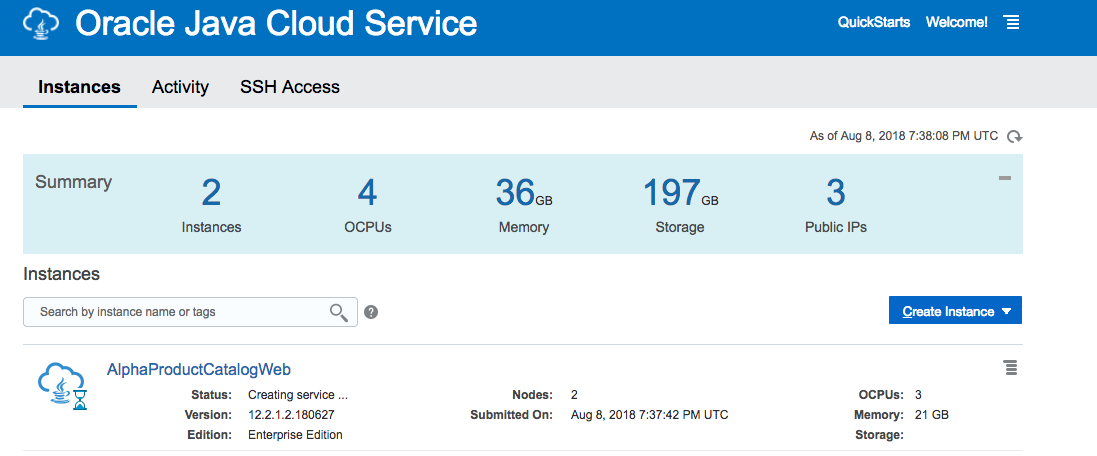 Oracle Java Cloud Service
QuickStarts Welcome!
Instances Activity SSH Access
As of Aug 8, 2018 7:38:08 PM UTC
Summary
2 4 36GB 197GB 3
Instances OCPUs Memory Storage Public IPs
Instances
Search by instance name or tags ?
Create Instance
AlphaProductCatalogWeb
Status: Creating service ... Nodes: 2 OCPUs: 3
Version: 12.2.1.2.180627 Submitted On: Aug 8, 2018 7:37:42 PM UTC Memory: 21 GB
Edition: Enterprise Edition Storage: